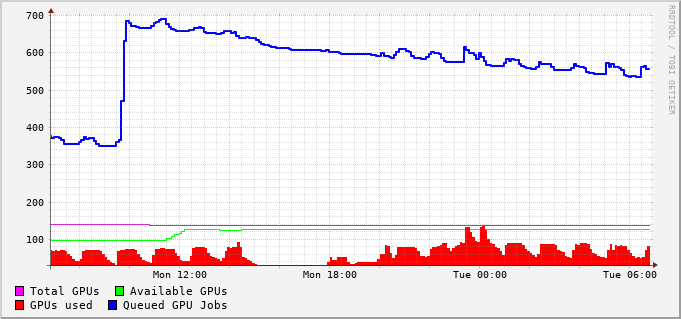 700
600
500
400
300
200
100
Mon 12:00 Mon 18:00 Tue 00:00 Tue 06:00
Total GPUs Available GPUs
GPUs used Queued GPU Jobs
RRDTOOL / TOBI OETIKER